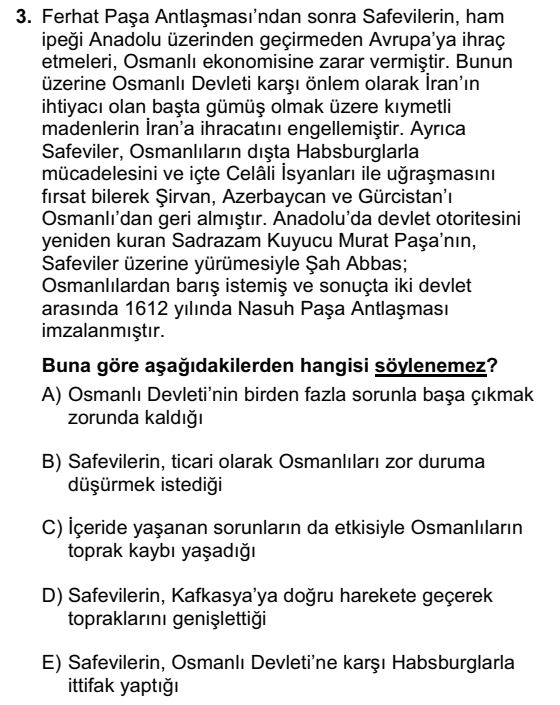 3. Ferhat Paşa Antlaşması’ndan sonra Safevilerin, ham
ipeği Anadolu üzerinden geçirmeden Avrupa’ya ihraç
etmeleri, Osmanlı ekonomisine zarar vermiştir. Bunun
üzerine Osmanlı Devleti karşı önlem olarak İran’ın
ihtiyacı olan başta gümüş olmak üzere kıymetli
madenlerin İran’a ihracatını engellemiştir. Ayrıca
Safeviler, Osmanlıların dışta Habsburglarla
mücadelesini ve içte Celâli İsyanları ile uğraşmasını
fırsat bilerek Şirvan, Azerbaycan ve Gürcistan’ı
Osmanlı’dan geri almıştır. Anadolu’da devlet otoritesini
yeniden kuran Sadrazam Kuyucu Murat Paşa’nın,
Safeviler üzerine yürümesiyle Şah Abbas;
Osmanlılardan barış istemiş ve sonuçta iki devlet
arasında 1612 yılında Nasuh Paşa Antlaşması
imzalanmıştır.
Buna göre aşağıdakilerden hangisi söylenemez?
A) Osmanlı Devleti’nin birden fazla sorunla başa çıkmak
zorunda kaldığı
B) Safevilerin, ticari olarak Osmanlıları zor duruma
düşürmek istediği
C) İçeride yaşanan sorunların da etkisiyle Osmanlıların
toprak kaybı yaşadığı
D) Safevilerin, Kafkasya’ya doğru harekete geçerek
topraklarını genişlettiği
E) Safevilerin, Osmanlı Devleti’ne karşı Habsburglarla
ittifak yaptığı